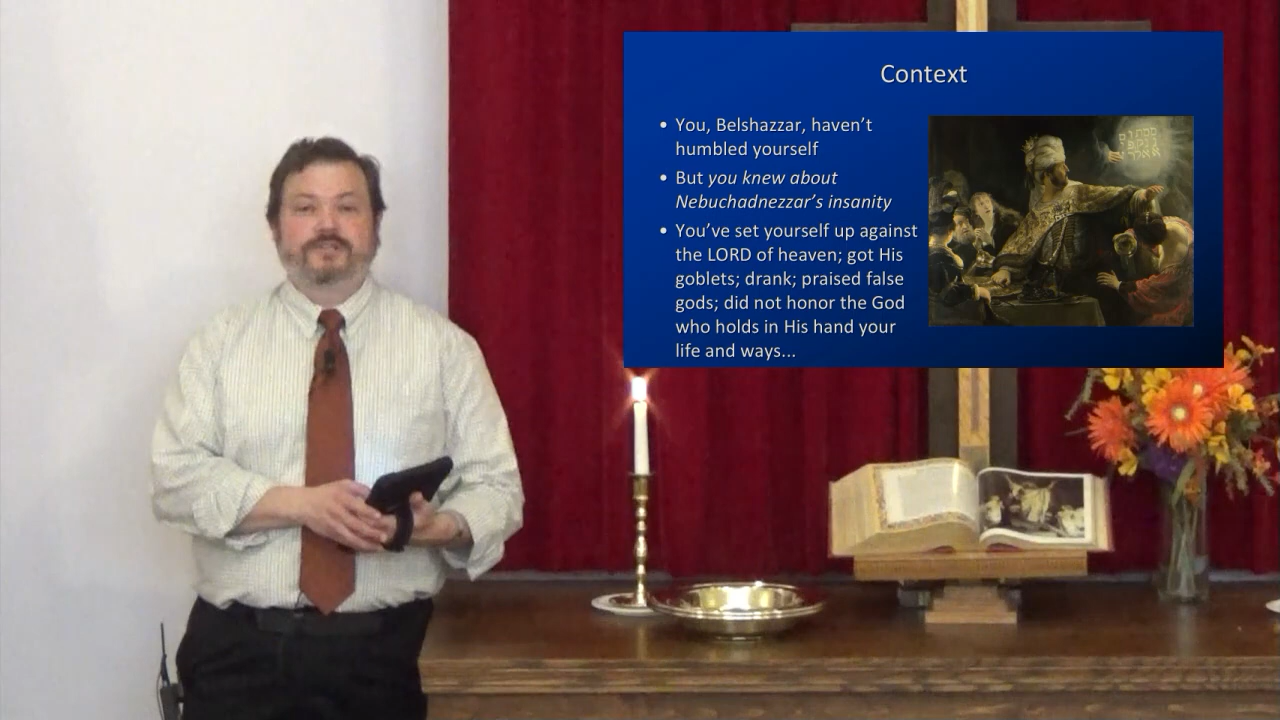 Context
• You, Belshazzar, haven’t
humbled yourself
• But you knew about
Nebuchadnezzar’s insanity
• You’ve set yourself up against
the LORD of heaven; got His
goblets; drank; praised false
gods; did not honor the God
who holds in His hand your
life and ways...